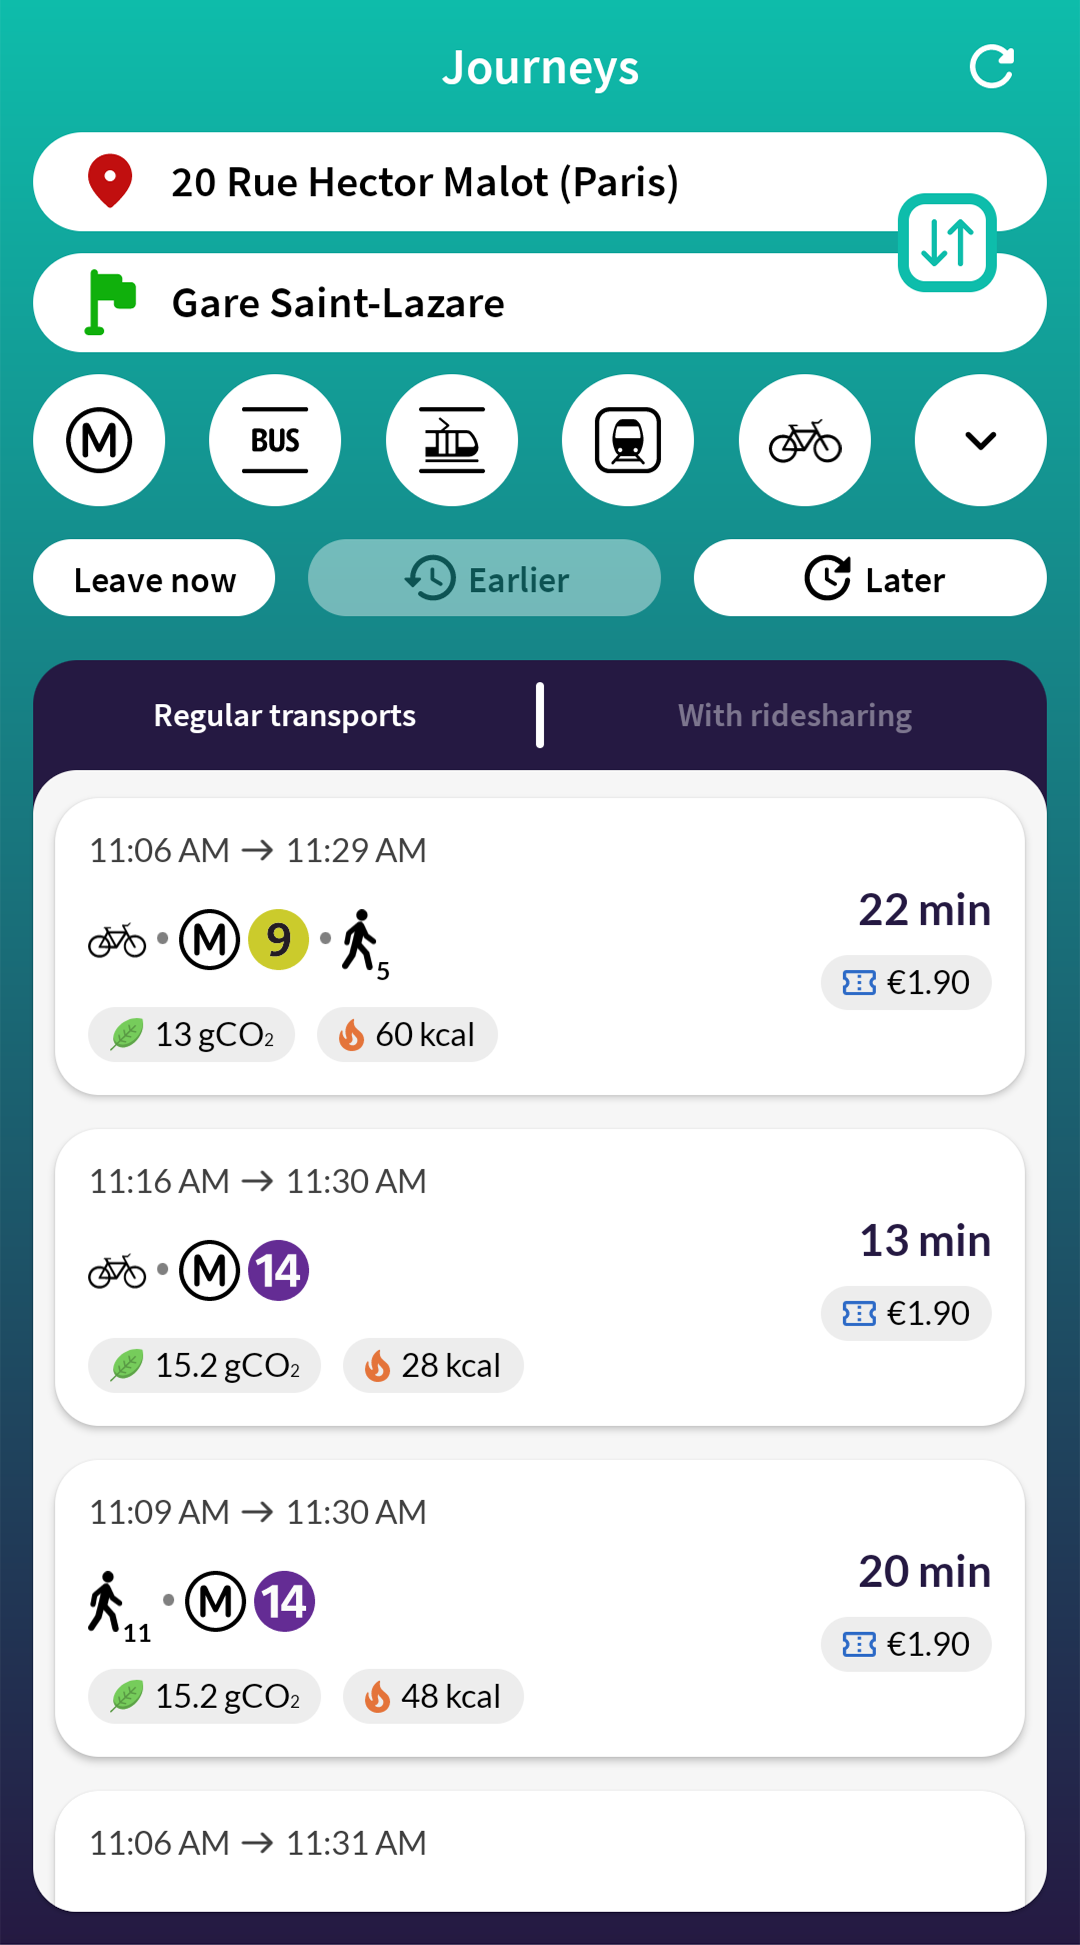 Journeys
20 Rue Hector Malot (Paris)
Gare Saint-Lazare
M BUS
Leave now Earlier Later
Regular transports With ridesharing
11:06 AM → 11:29 AM
22 min
M 9 5
€1.90
13 gCO₂ 60 kcal
11:16 AM → 11:30 AM
13 min
M 14
€1.90
15.2 gCO₂ 28 kcal
11:09 AM → 11:30 AM
20 min
11 M 14
€1.90
15.2 gCO₂ 48 kcal
11:06 AM → 11:31 AM